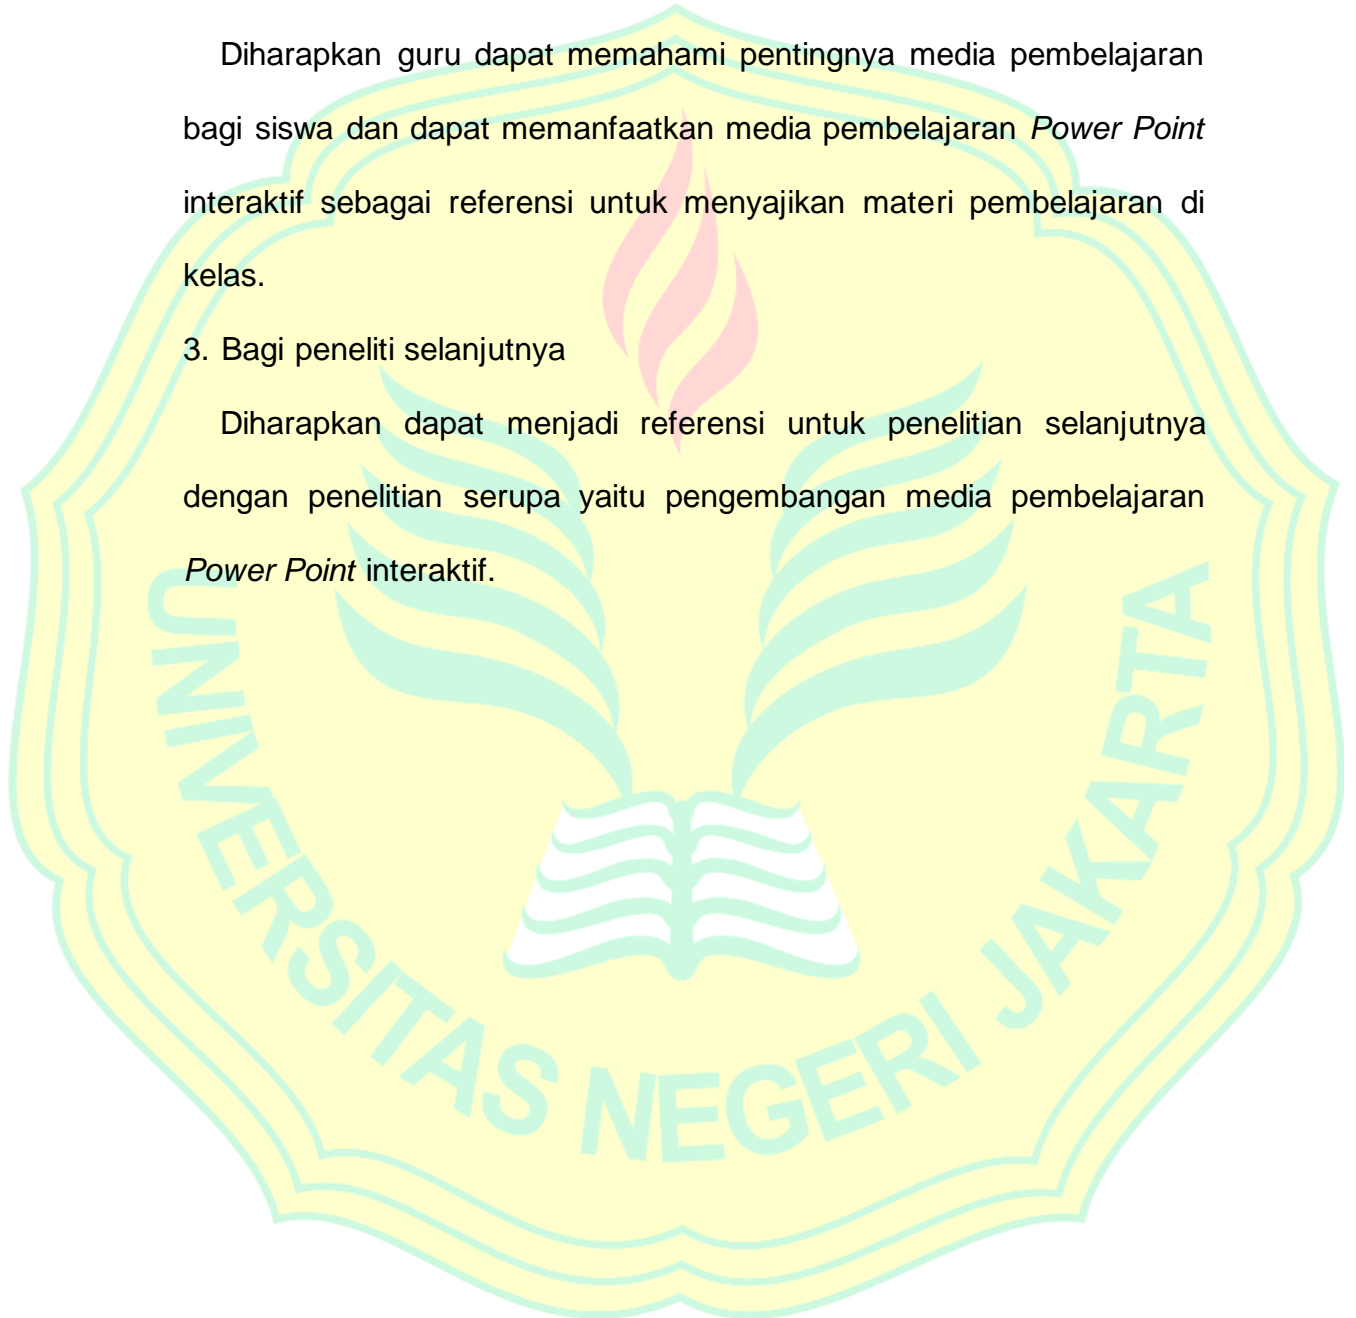 Diharapkan guru dapat memahami pentingnya media pembelajaran
bagi siswa dan dapat memanfaatkan media pembelajaran Power Point
interaktif sebagai referensi untuk menyajikan materi pembelajaran di
kelas.
3. Bagi peneliti selanjutnya
Diharapkan dapat menjadi referensi untuk penelitian selanjutnya
dengan penelitian serupa yaitu pengembangan media pembelajaran
Power Point interaktif.
UNIVERSITAS NEGERI JAKARTA